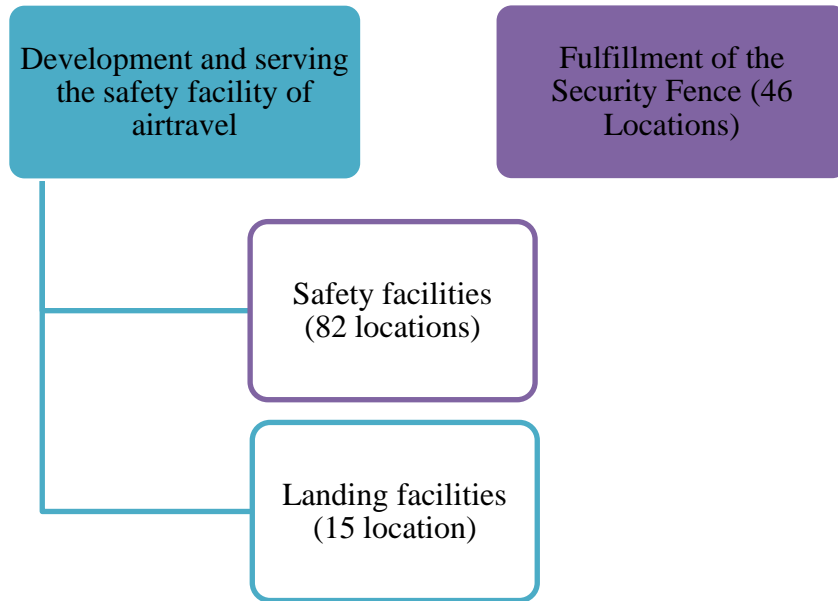 Development and serving
the safety facility of
airtravel
Fulfillment of the
Security Fence (46
Locations)
Safety facilities
(82 locations)
Landing facilities
(15 location)